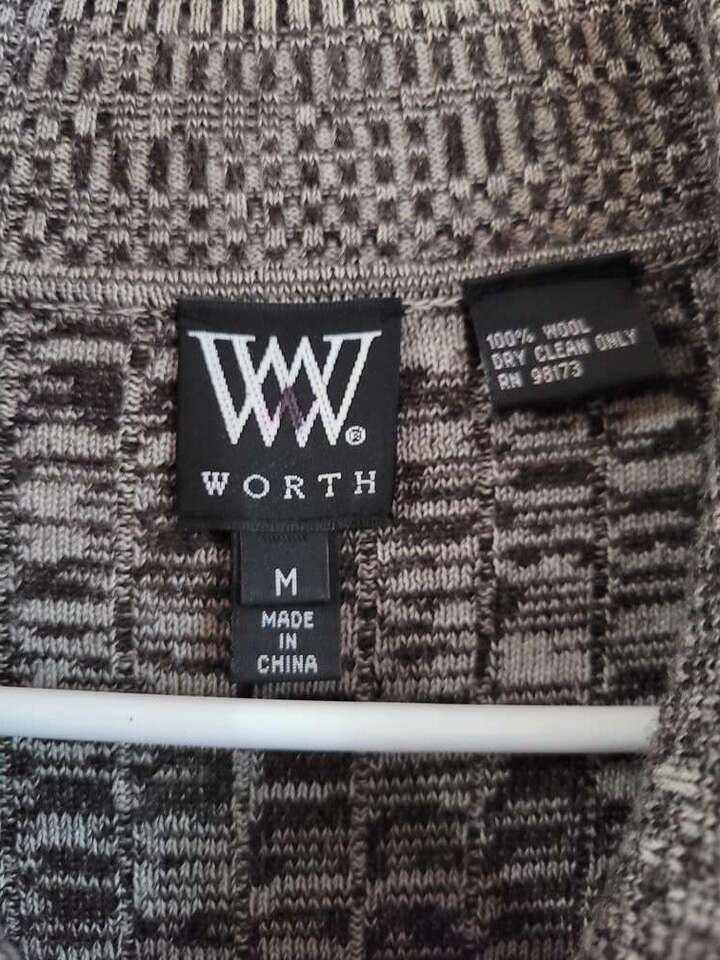 W
®
WORTH
M
MADE
IN
CHINA
100% WOOL
DRY CLEAN ONLY
RN 98173